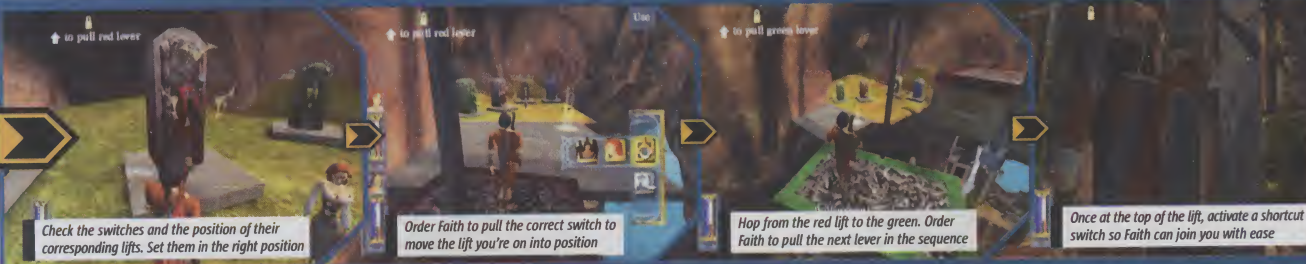 to pull red lever
Check the switches and the position of their
corresponding lifts. Set them in the right position
to pull red lever
Use
Order Faith to pull the correct switch to
move the lift you're on into position
to pull green lever
Hop from the red lift to the green. Order
Faith to pull the next lever in the sequence
Once at the top of the lift, activate a shortcut
switch so Faith can join you with ease